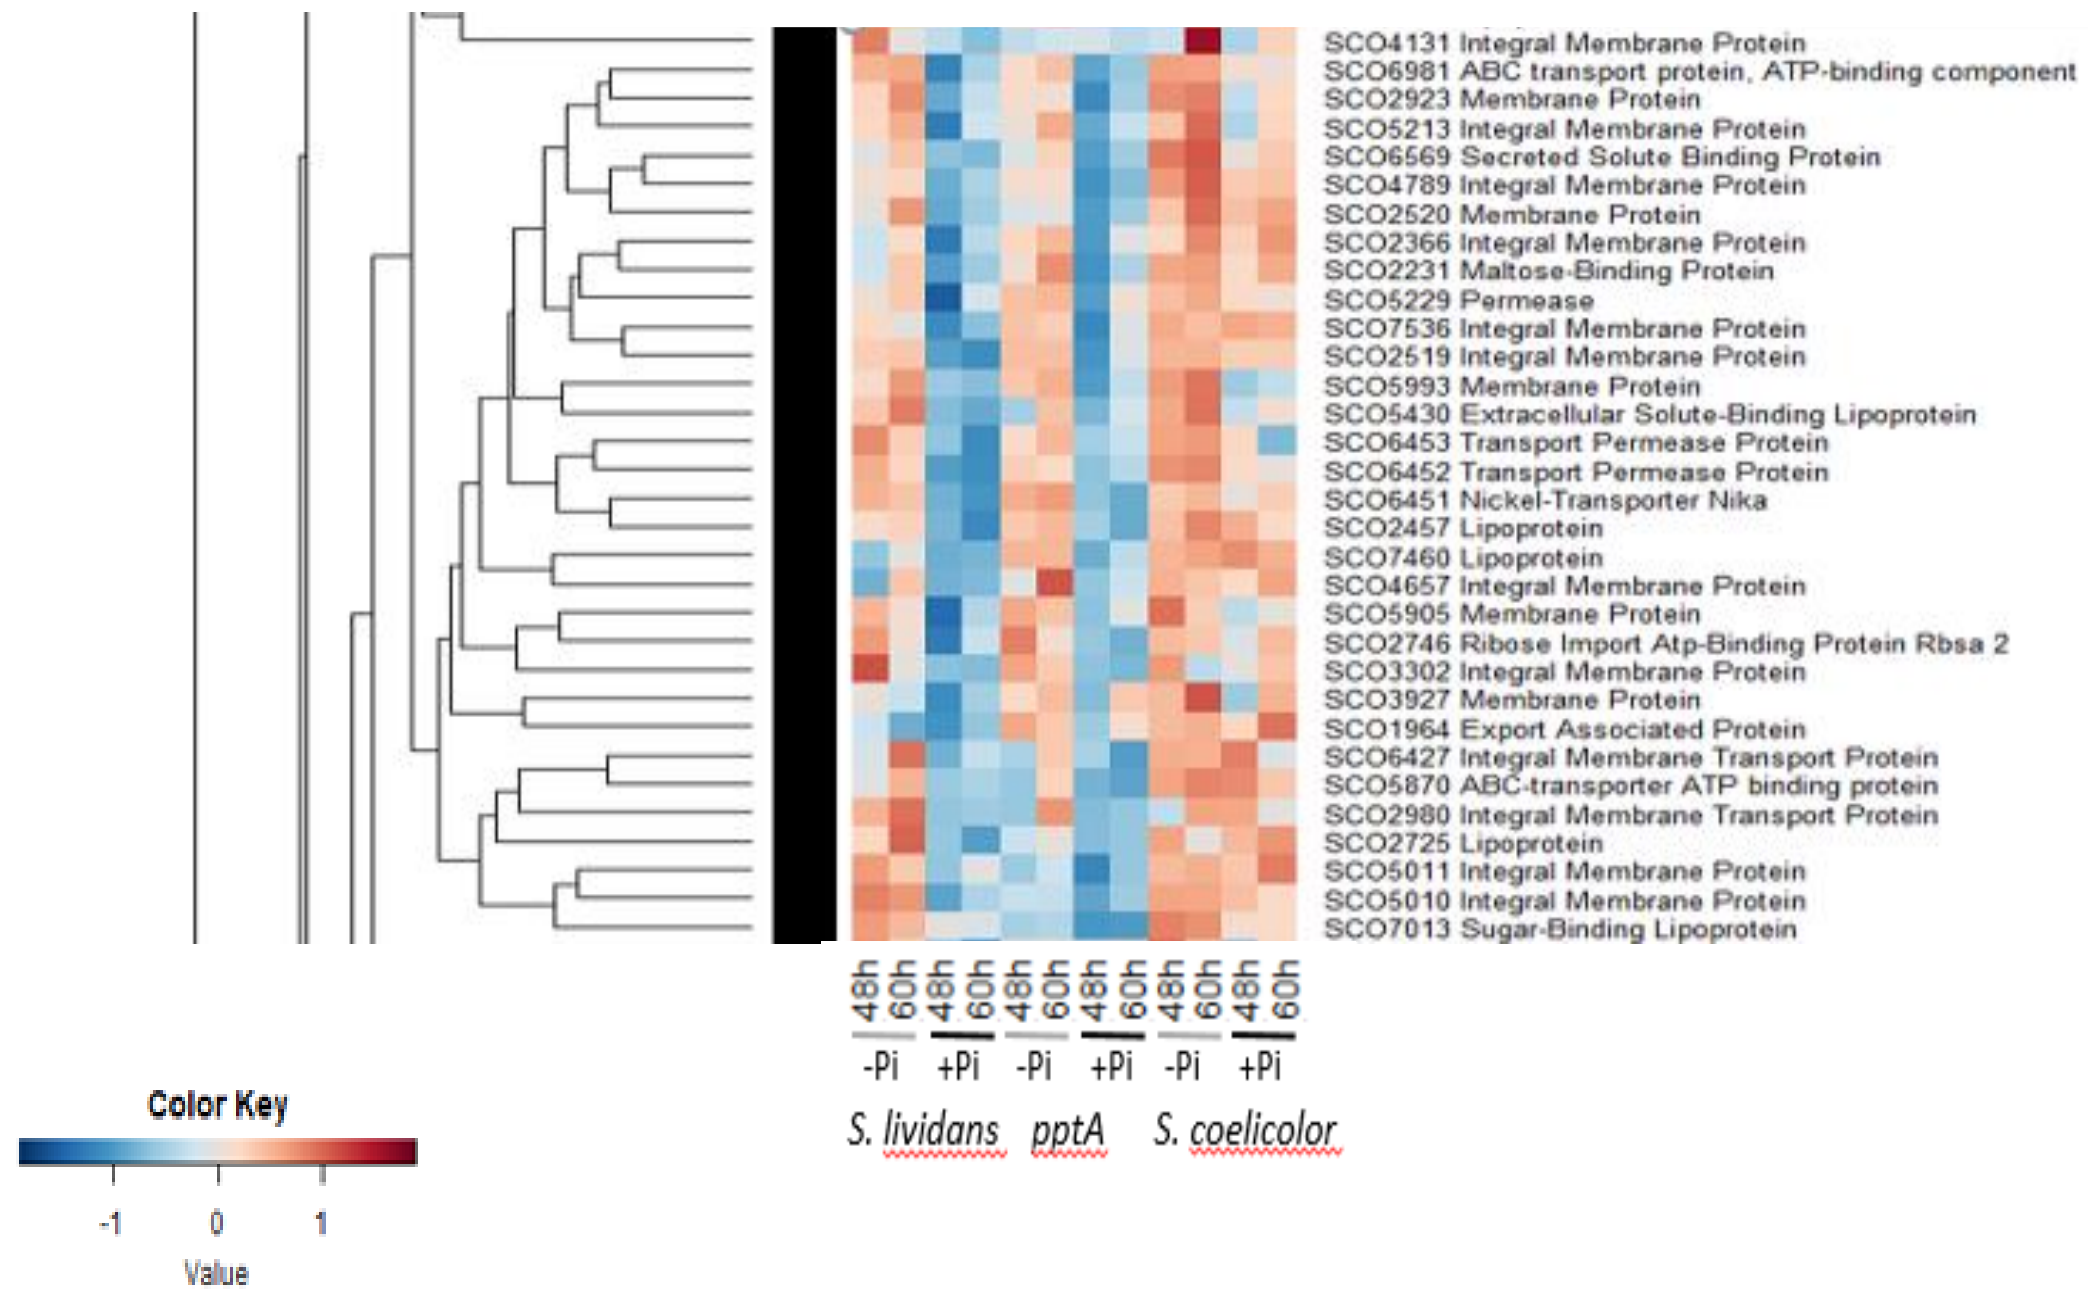 SCO4131 Integral Membrane Protein
SCO6981 ABC transport protein, ATP-binding component
SCO2923 Membrane Protein
SCO5213 Integral Membrane Protein
SCO6569 Secreted Solute Binding Protein
SCO4789 Integral Membrane Protein
SCO2520 Membrane Protein
SCO2366 Integral Membrane Protein
SCO2231 Maltose-Binding Protein
SCO5229 Permease
SCO7536 Integral Membrane Protein
SCO2519 Integral Membrane Protein
SCO5993 Membrane Protein
SCO5430 Extracellular Solute-Binding Lipoprotein
SCO6453 Transport Permease Protein
SCO6452 Transport Permease Protein
SCO6451 Nickel-Transporter Nika
SCO2457 Lipoprotein
SCO7460 Lipoprotein
SCO4657 Integral Membrane Protein
SCO5905 Membrane Protein
SCO2746 Ribose Import Atp-Binding Protein Rbsa 2
SCO3302 Integral Membrane Protein
SCO3927 Membrane Protein
SCO1964 Export Associated Protein
SCO6427 Integral Membrane Transport Protein
SCO5870 ABC-transporter ATP binding protein
SCO2980 Integral Membrane Transport Protein
SCO2725 Lipoprotein
SCO5011 Integral Membrane Protein
SCO5010 Integral Membrane Protein
SCO7013 Sugar-Binding Lipoprotein
48h 60h 48h 60h 48h 60h 48h 60h 48h 60h 48h 60h
-Pi +Pi -Pi +Pi -Pi +Pi
S. lividans pptA S. coelicolor
Color Key
-1 0 1
Value